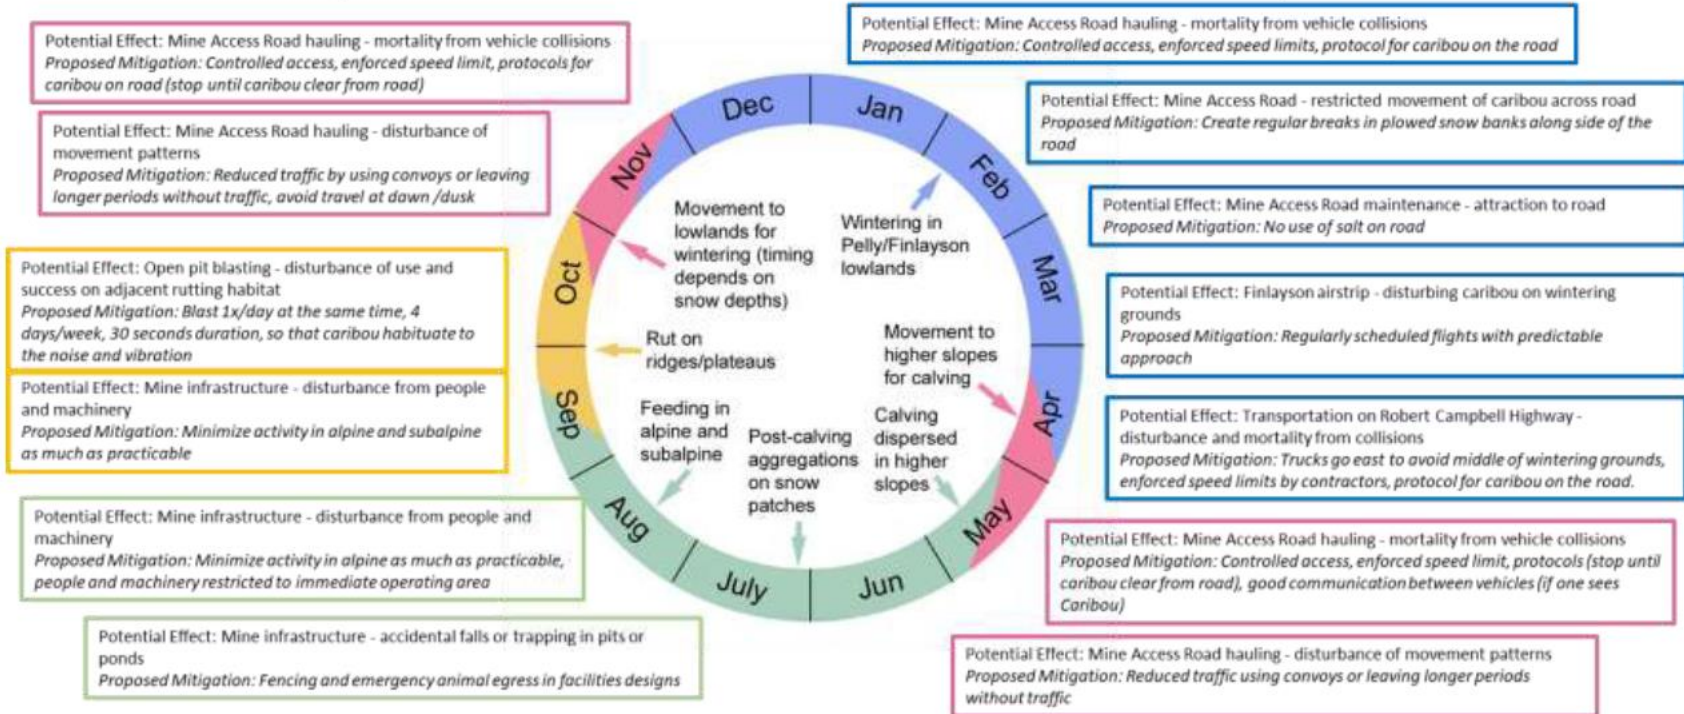 Potential Effect: Mine Access Road hauling - mortality from vehicle collisions
Proposed Mitigation: Controlled access, enforced speed limit, protocols for
caribou on road (stop until caribou clear from road)
Potential Effect: Mine Access Road hauling - disturbance of
movement patterns
Proposed Mitigation: Reduced traffic by using convoys or leaving
longer periods without traffic, avoid travel at dawn /dusk
Potential Effect: Open pit blasting - disturbance of use and
success on adjacent rutting habitat
Proposed Mitigation: Blast 1x/day at the same time, 4
days/week, 30 seconds duration, so that caribou habituate to
the noise and vibration
Potential Effect: Mine infrastructure - disturbance from people
and machinery
Proposed Mitigation: Minimize activity in alpine and subalpine
as much as practicable
Potential Effect: Mine infrastructure - disturbance from people and
machinery
Proposed Mitigation: Minimize activity in alpine as much as practicable,
people and machinery restricted to immediate operating area
Potential Effect: Mine infrastructure - accidental falls or trapping in pits or
ponds
Proposed Mitigation: Fencing and emergency animal egress in facilities designs
Jan
Feb
Mar
Apr
May
Jun
July
Aug
Sep
Oct
Nov
Dec
Movement to
lowlands for
wintering (timing
depends on
snow depths)
Wintering in
Pelly/Finlayson
lowlands
Rut on
ridges/plateaus
Movement to
higher slopes
for calving
Feeding in
alpine and
subalpine
Post-calving
aggregations
on snow
patches
Calving
dispersed
in higher
slopes
Potential Effect: Mine Access Road hauling - mortality from vehicle collisions
Proposed Mitigation: Controlled access, enforced speed limits, protocol for caribou on the road
Potential Effect: Mine Access Road - restricted movement of caribou across road
Proposed Mitigation: Create regular breaks in plowed snow banks along side of the
road
Potential Effect: Mine Access Road maintenance - attraction to road
Proposed Mitigation: No use of salt on road
Potential Effect: Finlayson airstrip - disturbing caribou on wintering
grounds
Proposed Mitigation: Regularly scheduled flights with predictable
approach
Potential Effect: Transportation on Robert Campbell Highway -
disturbance and mortality from collisions
Proposed Mitigation: Trucks go east to avoid middle of wintering grounds,
enforced speed limits by contractors, protocol for caribou on the road.
Potential Effect: Mine Access Road hauling - mortality from vehicle collisions
Proposed Mitigation: Controlled access, enforced speed limit, protocols (stop until
caribou clear from road), good communication between vehicles (if one sees
Caribou)
Potential Effect: Mine Access Road hauling - disturbance of movement patterns
Proposed Mitigation: Reduced traffic using convoys or leaving longer periods
without traffic